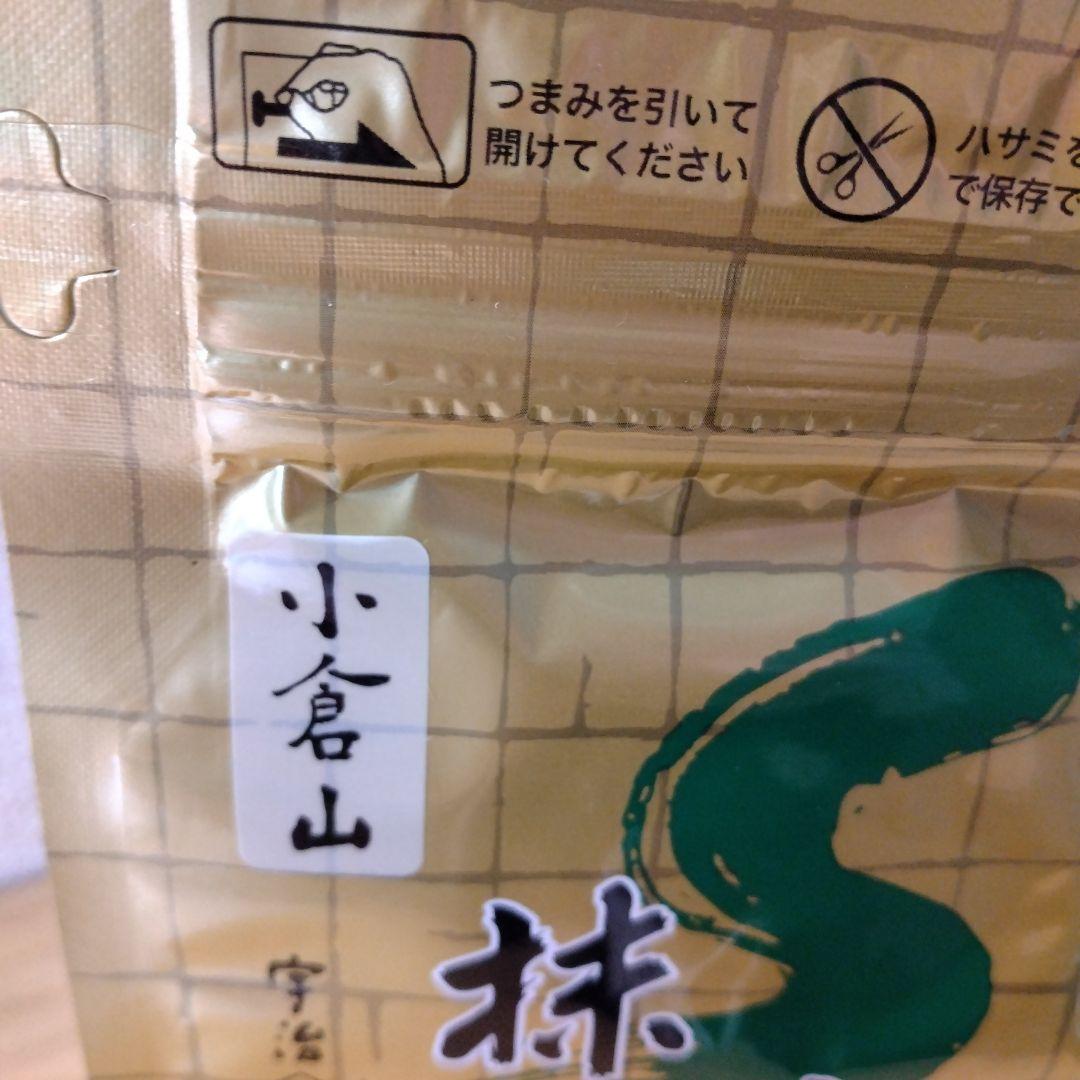 つまみを引いて
開けてください
ハサミを
で保存で
小倉山
抹
宇治